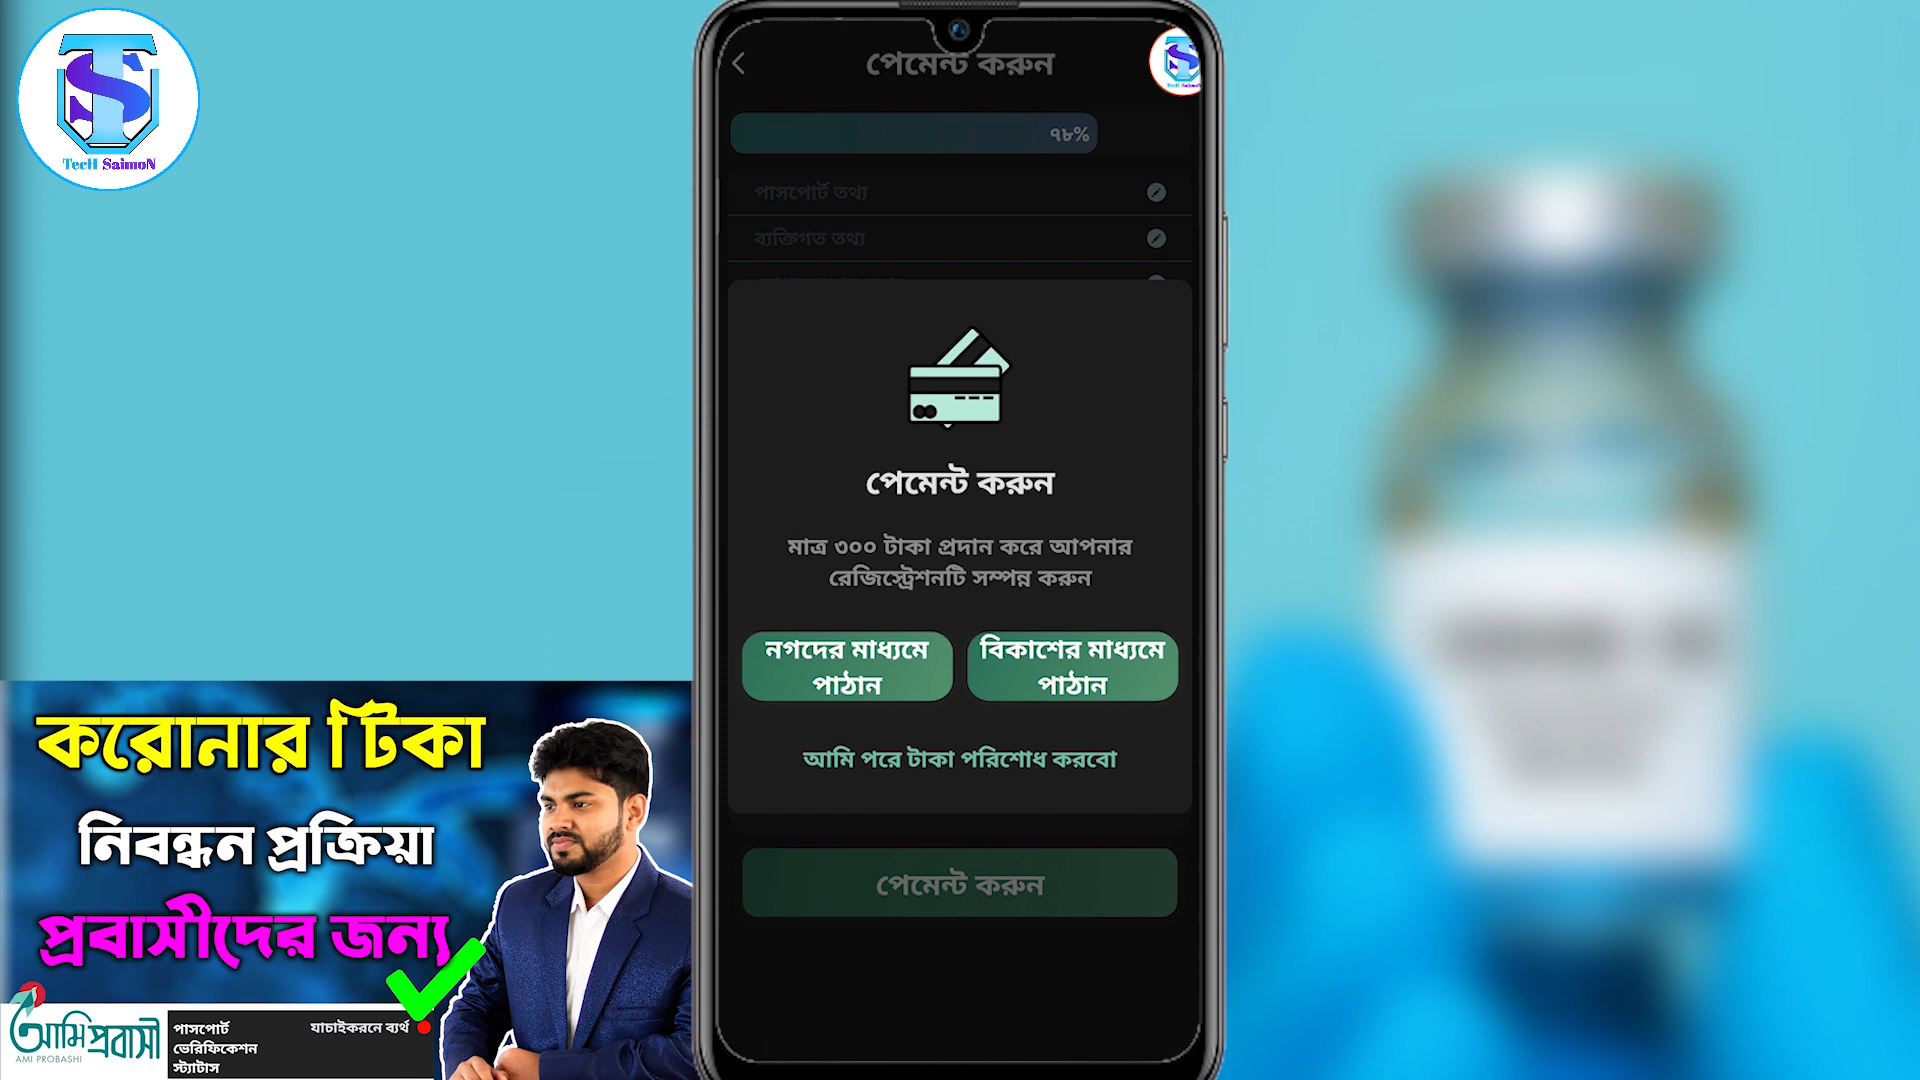 TecH SaimoN
পেমেন্ট করুন
TecH SaimoN
৭৮%
পাসপোর্ট তথ্য
ব্যক্তিগত তথ্য
পেমেন্ট করুন
মাত্র ৩০০ টাকা প্রদান করে আপনার
রেজিস্ট্রেশনটি সম্পন্ন করুন
নগদের মাধ্যমে
পাঠান
বিকাশের মাধ্যমে
পাঠান
আমি পরে টাকা পরিশোধ করবো
পেমেন্ট করুন
করোনার টিকা
নিবন্ধন প্রক্রিয়া
প্রবাসীদের জন্য
আমি প্রবাসী
AMI PROBASHI
পাসপোর্ট
ভেরিফিকেশন
স্ট্যাটাস
যাচাইকরনে ব্যর্থ